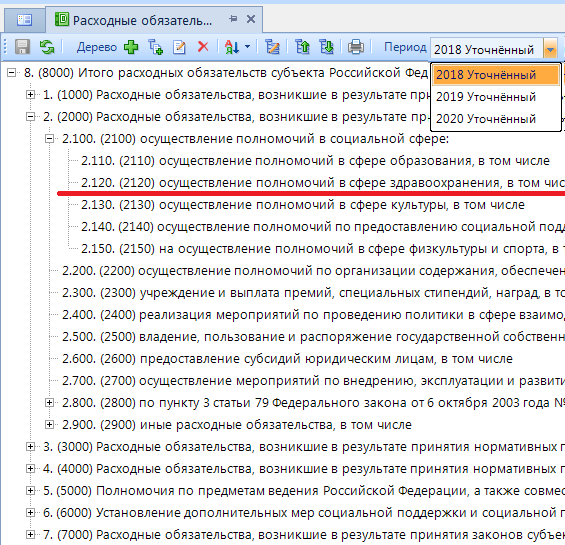 Расходные обязатель...
Дерево
Период 2018 Уточнённый
2018 Уточнённый
2019 Уточнённый
2020 Уточнённый
8. (8000) Итого расходных обязательств субъекта Российской Фед
1. (1000) Расходные обязательства, возникшие в результате при
2. (2000) Расходные обязательства, возникшие в результате пр
2.100. (2100) осуществление полномочий в социальной сфере:
2.110. (2110) осуществление полномочий в сфере образования, в том числе
2.120. (2120) осуществление полномочий в сфере здравоохранения, в том чис
2.130. (2130) осуществление полномочий в сфере культуры, в том числе
2.140. (2140) осуществление полномочий по предоставлению социальной подд
2.150. (2150) на осуществление полномочий в сфере физкультуры и спорта, в т
2.200. (2200) осуществление полномочий по организации содержания, обеспечен
2.300. (2300) учреждение и выплата премий, специальных стипендий, наград, в то
2.400. (2400) реализация мероприятий по проведению политики в сфере взаимо
2.500. (2500) владение, пользование и распоряжение государственной собствен
2.600. (2600) предоставление субсидий юридическим лицам, в том числе
2.700. (2700) осуществление мероприятий по внедрению, эксплуатации и развити
2.800. (2800) по пункту 3 статьи 79 Федерального закона от 6 октября 2003 года №
2.900. (2900) иные расходные обязательства, в том числе
3. (3000) Расходные обязательства, возникшие в результате принятия нормативных п
4. (4000) Расходные обязательства, возникшие в результате принятия нормативных п
5. (5000) Полномочия по предметам ведения Российской Федерации, а также совмес
6. (6000) Установление дополнительных мер социальной поддержки и социальной п
7. (7000) Расходные обязательства, возникшие в результате принятия законов субъек